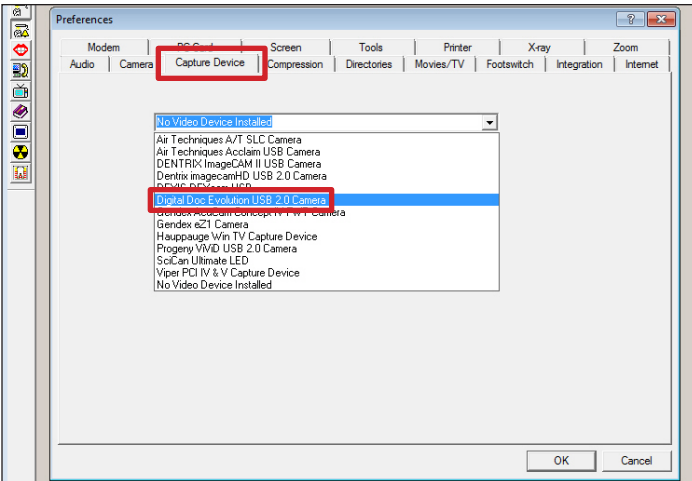 Preferences
Modem
Screen
Tools
Printer
X-ray
Zoom
Audio
Camera
Capture Device
Compression
Directories
Movies/TV
Footswitch
Integration
Internet
No Video Device Installed
Air Techniques A/T SLC Camera
Air Techniques Acclaim USB Camera
DENTRIX ImageCAM II USB Camera
Dentrix imagecamHD USB 2.0 Camera
Digital Doc Evolution USB 2.0 Camera
Gendex eZ1 Camera
Hauppauge Win TV Capture Device
Progeny ViViD USB 2.0 Camera
SciCan Ultimate LED
Viper PCI IV & V Capture Device
No Video Device Installed
OK
Cancel